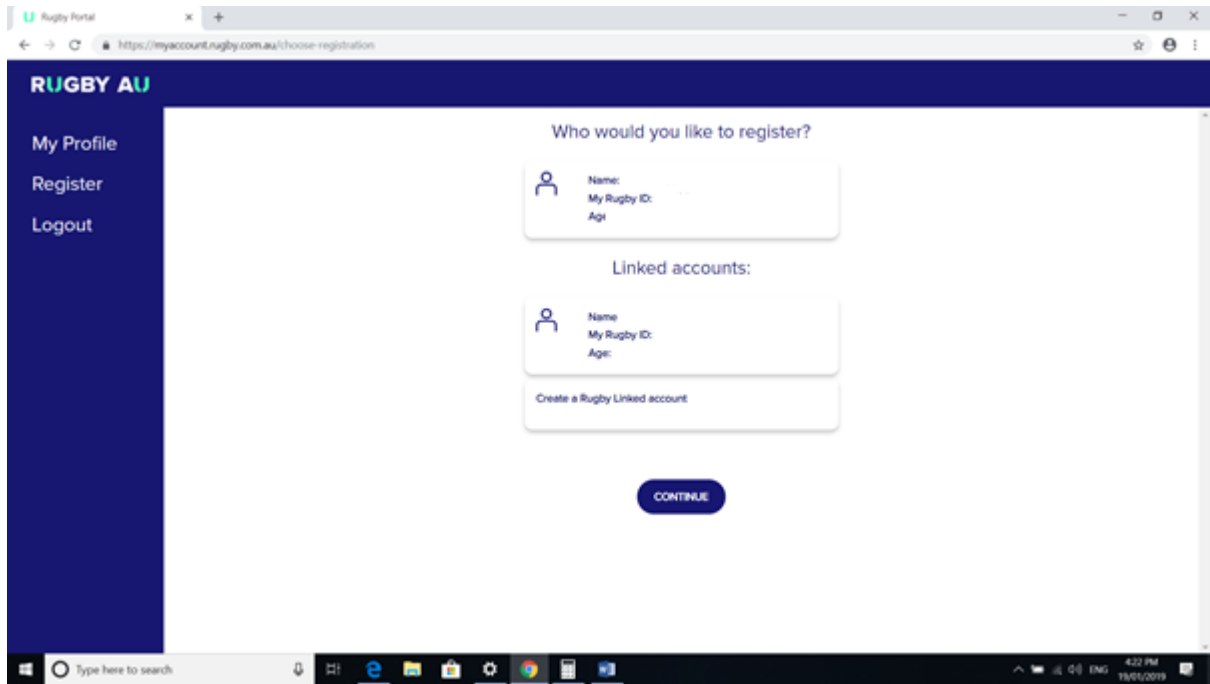 Rugby Portal
https://myaccount.rugby.com.au/choose-registration
RUGBY AU
My Profile
Register
Logout
Who would you like to register?
Name:
My Rugby ID:
Age
Linked accounts:
Name
My Rugby ID:
Age:
Create a Rugby Linked account
CONTINUE
Type here to search
ENG
4:22 PM
19/01/2019